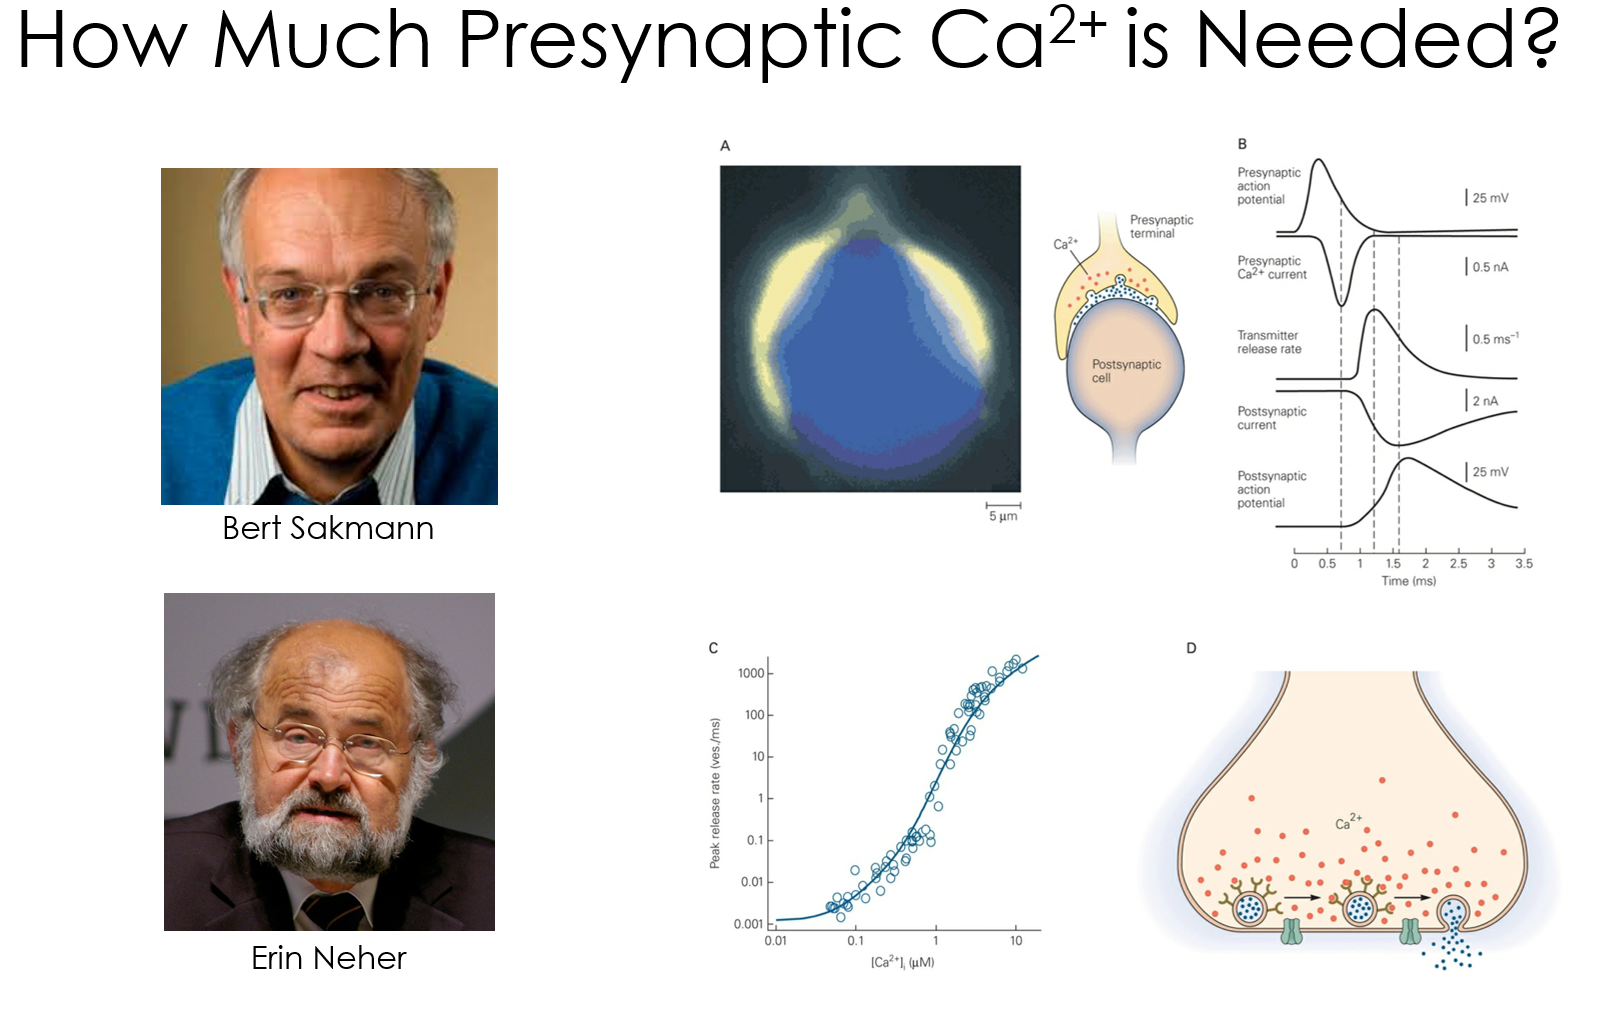 How Much Presynaptic Ca²⁺ is Needed?
Bert Sakmann
Erin Neher
A
Ca²⁺
Presynaptic
terminal
Postsynaptic
cell
5 μm
B
Presynaptic
action
potential
25 mV
Presynaptic
Ca²⁺ current
0.5 nA
Transmitter
release rate
0.5 ms⁻¹
Postsynaptic
current
2 nA
Postsynaptic
action
potential
25 mV
0 0.5 1 1.5 2 2.5 3 3.5
Time (ms)
C
Peak release rate (ves./ms)
1000
100
10
1
0.1
0.01
0.001
0.01 0.1 1 10
[Ca²⁺]ᵢ (μM)
D
Ca²⁺